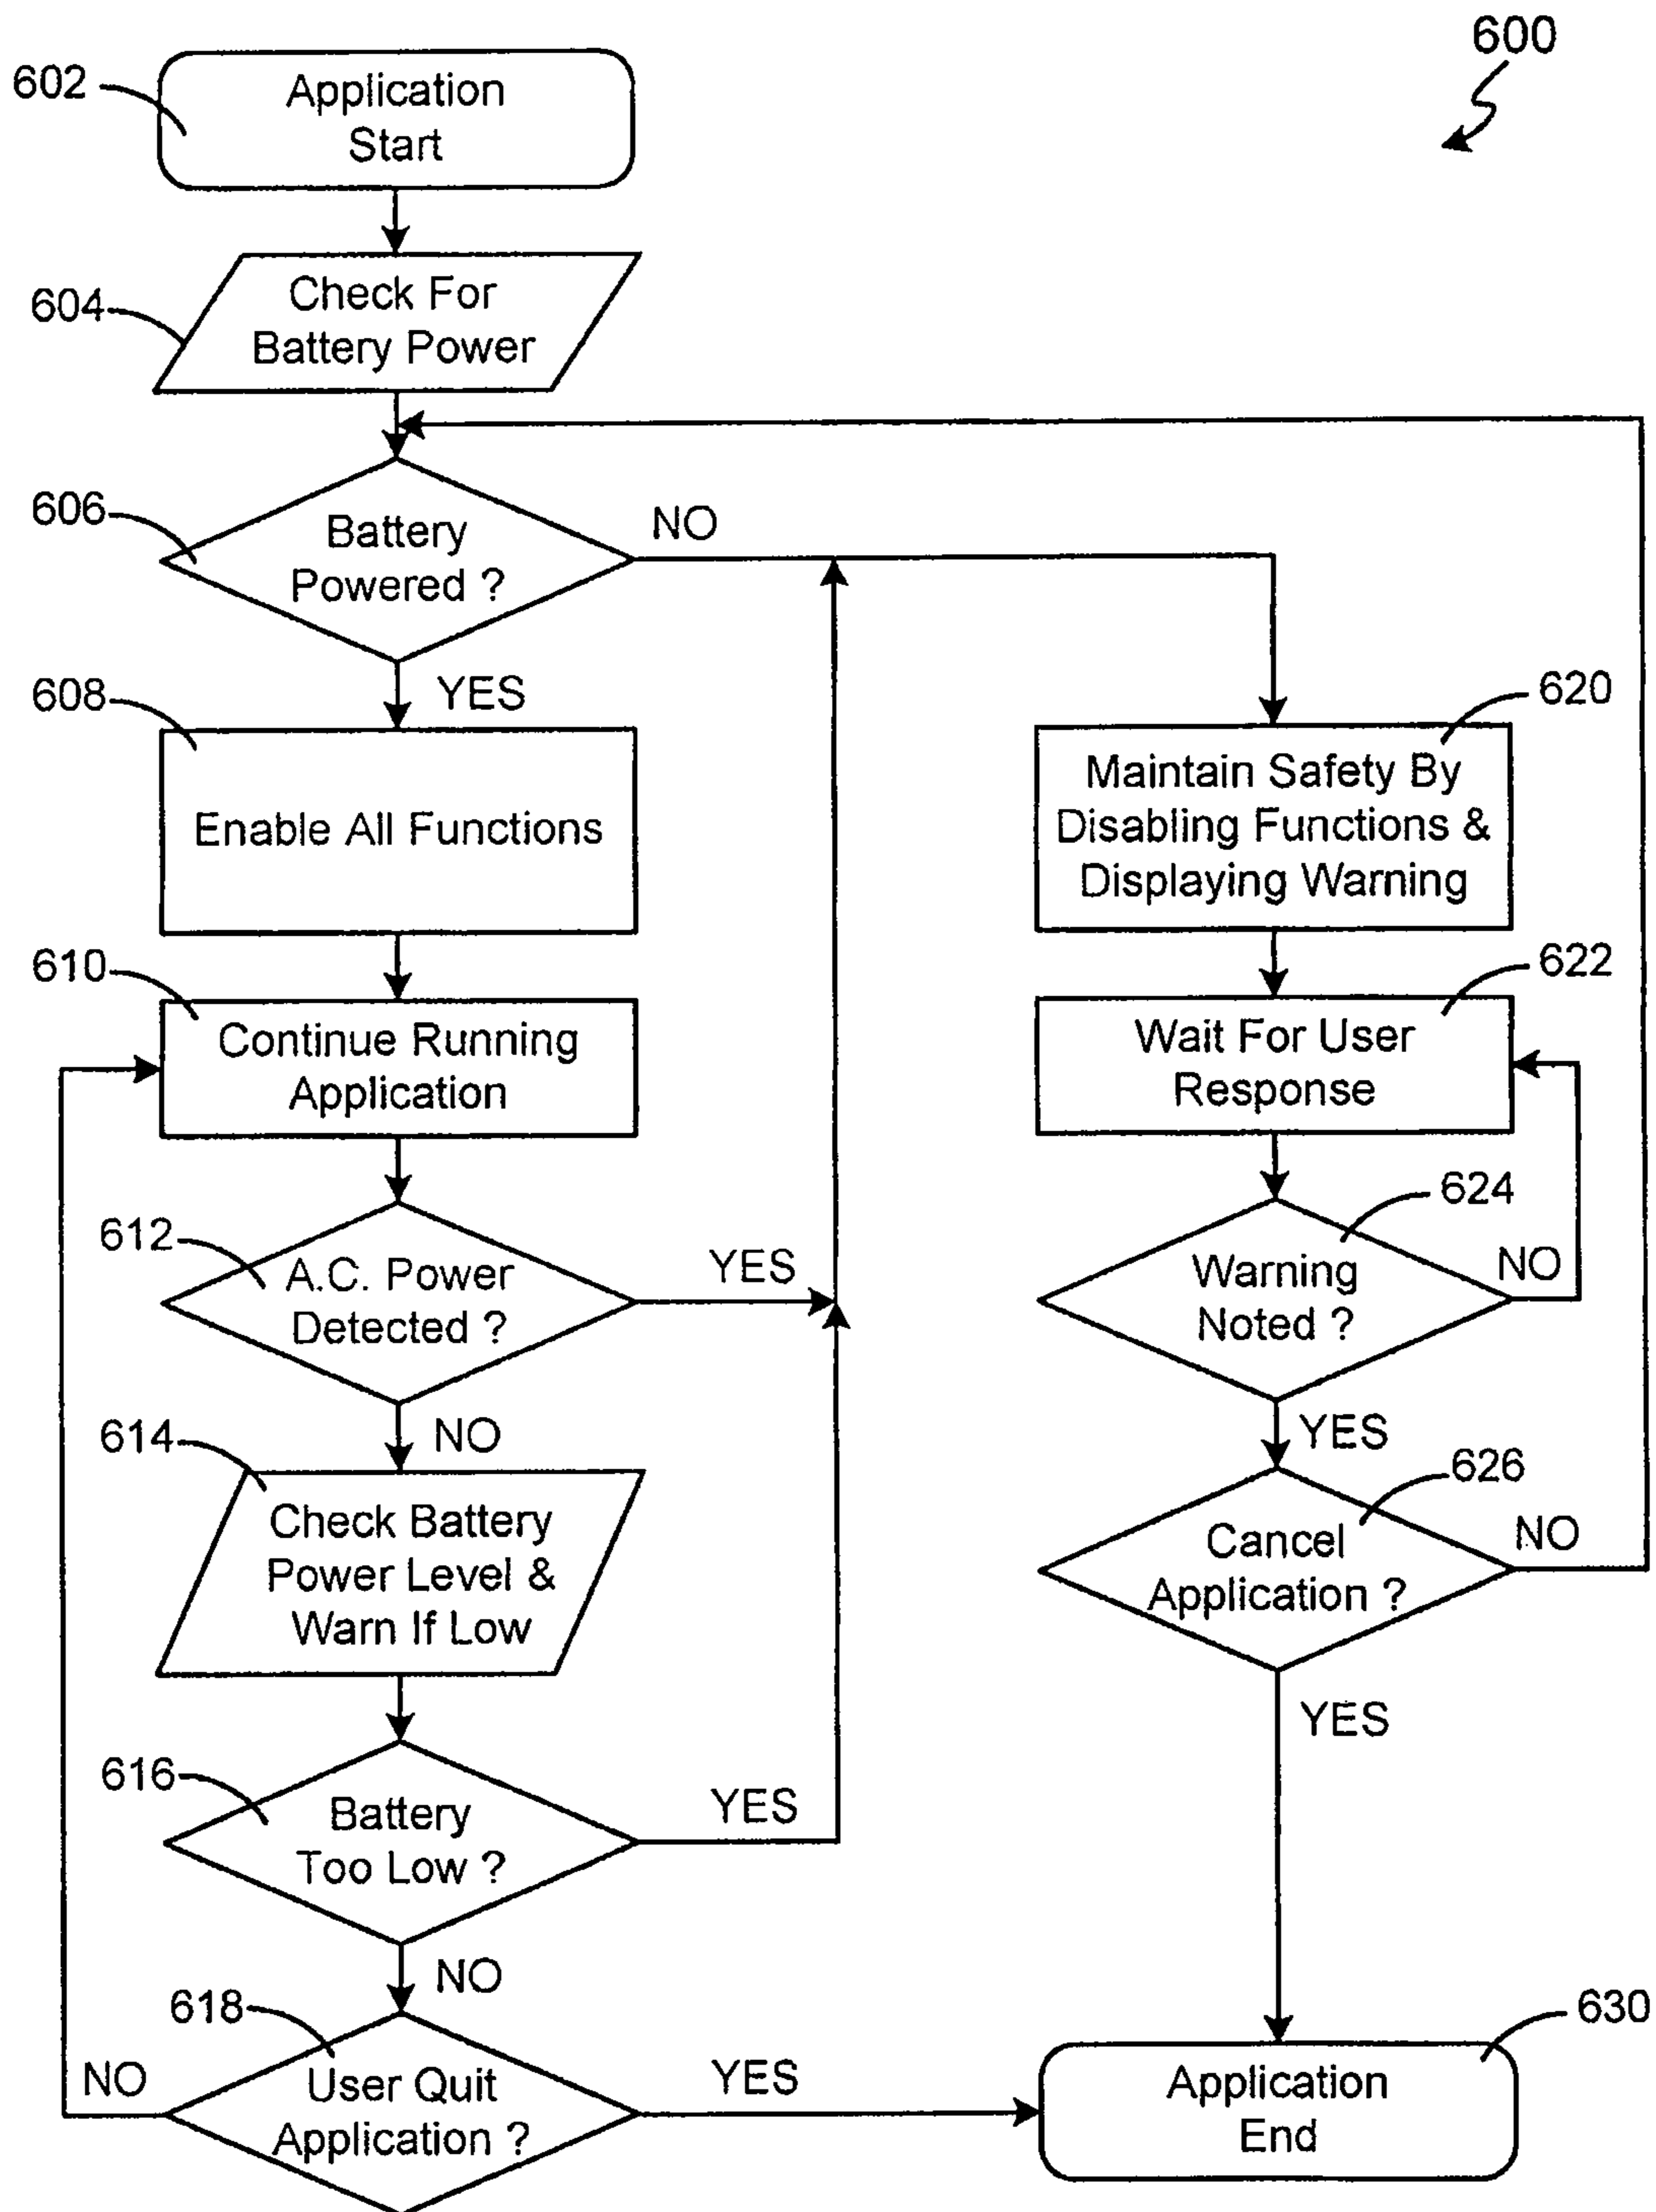 600
602
Application
Start
604
Check For
Battery Power
606
Battery
Powered ?
NO
YES
608
Enable All Functions
610
Continue Running
Application
612
A.C. Power
Detected ?
YES
NO
614
Check Battery
Power Level &
Warn If Low
616
Battery
Too Low ?
YES
NO
618
User Quit
Application ?
NO
YES
620
Maintain Safety By
Disabling Functions &
Displaying Warning
622
Wait For User
Response
624
Warning
Noted ?
NO
YES
626
Cancel
Application ?
NO
YES
630
Application
End